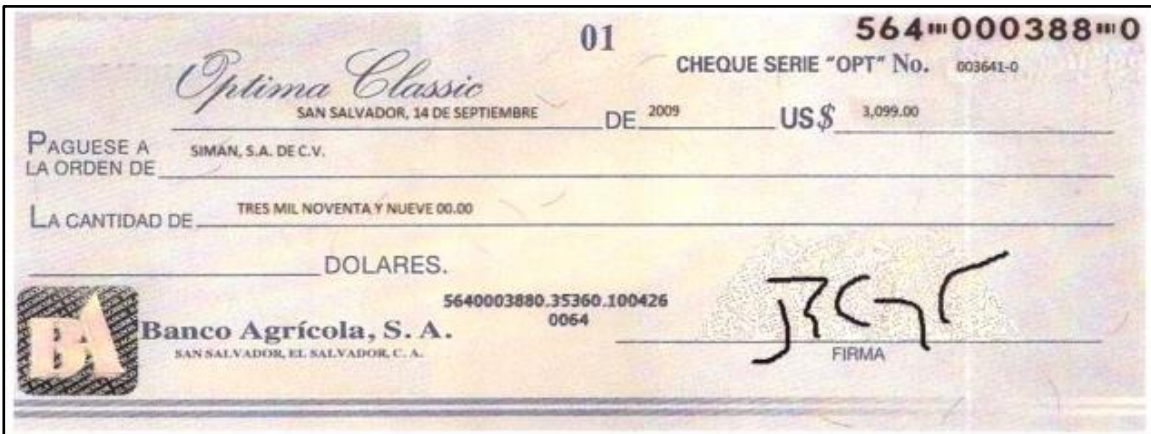 01
564⑈000388⑈0
Optima Classic
CHEQUE SERIE "OPT" No. 003641-0
SAN SALVADOR, 14 DE SEPTIEMBRE DE 2009 US$ 3,099.00
PAGUESE A
LA ORDEN DE SIMAN, S.A. DE C.V.
LA CANTIDAD DE TRES MIL NOVENTA Y NUEVE 00.00
DOLARES.
BA
5640003880.35360.100426
0064
Banco Agrícola, S. A.
SAN SALVADOR, EL SALVADOR, C. A.
FIRMA